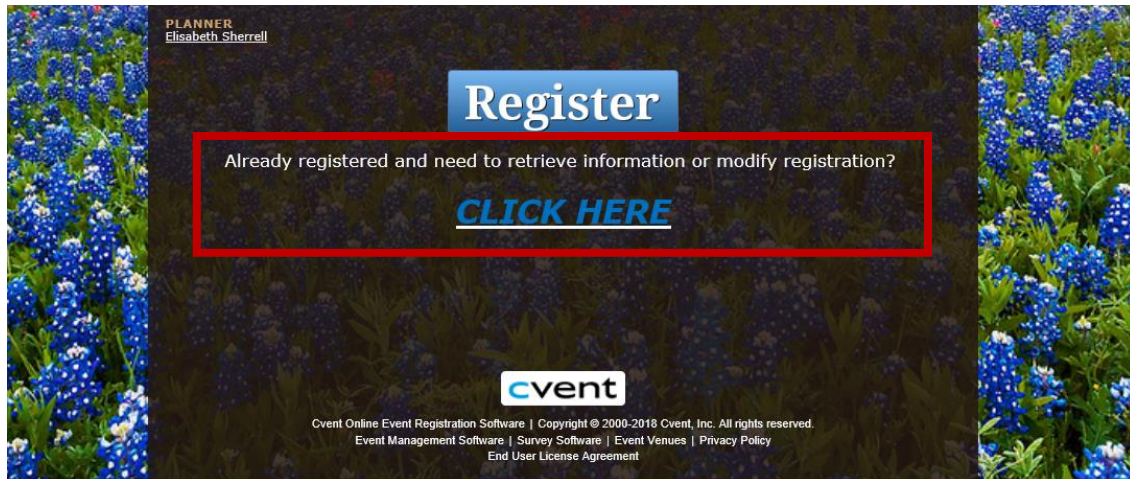 PLANNER
Elisabeth Sherrell
Register
Already registered and need to retrieve information or modify registration?
CLICK HERE
cvent
Cvent Online Event Registration Software | Copyright © 2000-2018 Cvent, Inc. All rights reserved.
Event Management Software | Survey Software | Event Venues | Privacy Policy
End User License Agreement